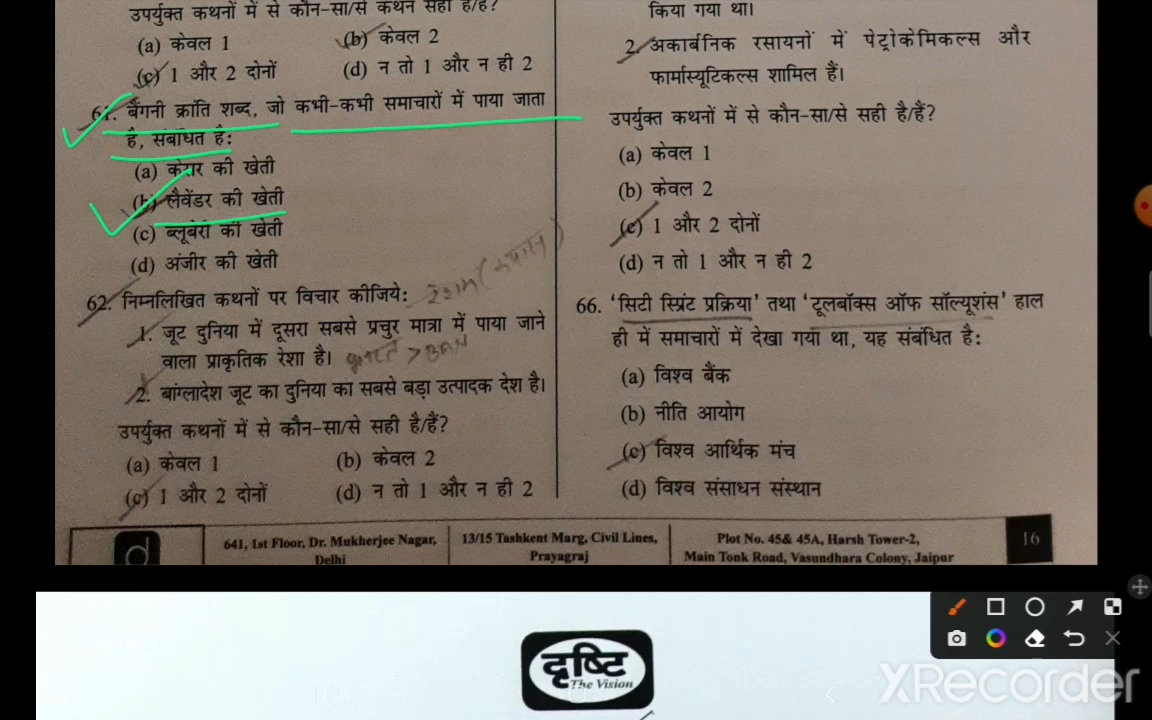 उपर्युक्त कथनों में से कौन-सा/से कथन सही है/हैं?
(a) केवल 1
(b) केवल 2
(c) 1 और 2 दोनों
(d) न तो 1 और न ही 2
61. बैंगनी क्रांति शब्द, जो कभी-कभी समाचारों में पाया जाता
है, संबंधित है:
(a) केसर की खेती
(b) लैवेंडर की खेती
(c) ब्लूबेरी की खेती
(d) अंजीर की खेती
62. निम्नलिखित कथनों पर विचार कीजिये:
1. जूट दुनिया में दूसरा सबसे प्रचुर मात्रा में पाया जाने
वाला प्राकृतिक रेशा है।
भारत > BAN
2. बांग्लादेश जूट का दुनिया का सबसे बड़ा उत्पादक देश है।
उपर्युक्त कथनों में से कौन-सा/से सही है/हैं?
(a) केवल 1
(b) केवल 2
(c) 1 और 2 दोनों
(d) न तो 1 और न ही 2
किया गया था।
2. अकार्बनिक रसायनों में पेट्रोकेमिकल्स और
फार्मास्यूटिकल्स शामिल हैं।
उपर्युक्त कथनों में से कौन-सा/से सही है/हैं?
(a) केवल 1
(b) केवल 2
(c) 1 और 2 दोनों
(d) न तो 1 और न ही 2
66. 'सिटी स्प्रिंट प्रक्रिया' तथा 'टूलबॉक्स ऑफ सॉल्यूशंस' हाल
ही में समाचारों में देखा गया था, यह संबंधित है:
(a) विश्व बैंक
(b) नीति आयोग
(c) विश्व आर्थिक मंच
(d) विश्व संसाधन संस्थान
641, 1st Floor, Dr. Mukherjee Nagar,
Delhi
13/15 Tashkent Marg, Civil Lines,
Prayagraj
Plot No. 45& 45A, Harsh Tower-2,
Main Tonk Road, Vasundhara Colony, Jaipur
16
दृष्टि
The Vision
XRecorder